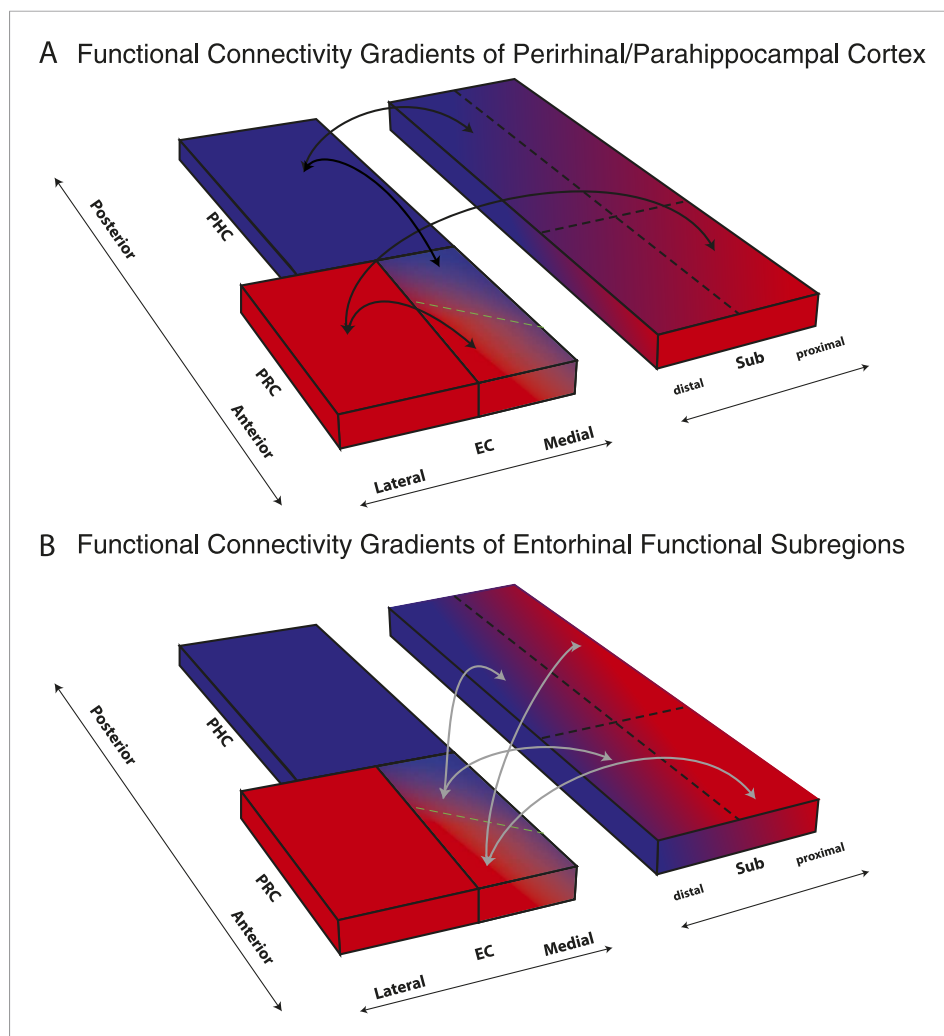 A Functional Connectivity Gradients of Perirhinal/Parahippocampal Cortex
Posterior
PHC
PRC
Anterior
Lateral
EC
Medial
distal
Sub
proximal
B Functional Connectivity Gradients of Entorhinal Functional Subregions
Posterior
PHC
PRC
Anterior
Lateral
EC
Medial
distal
Sub
proximal